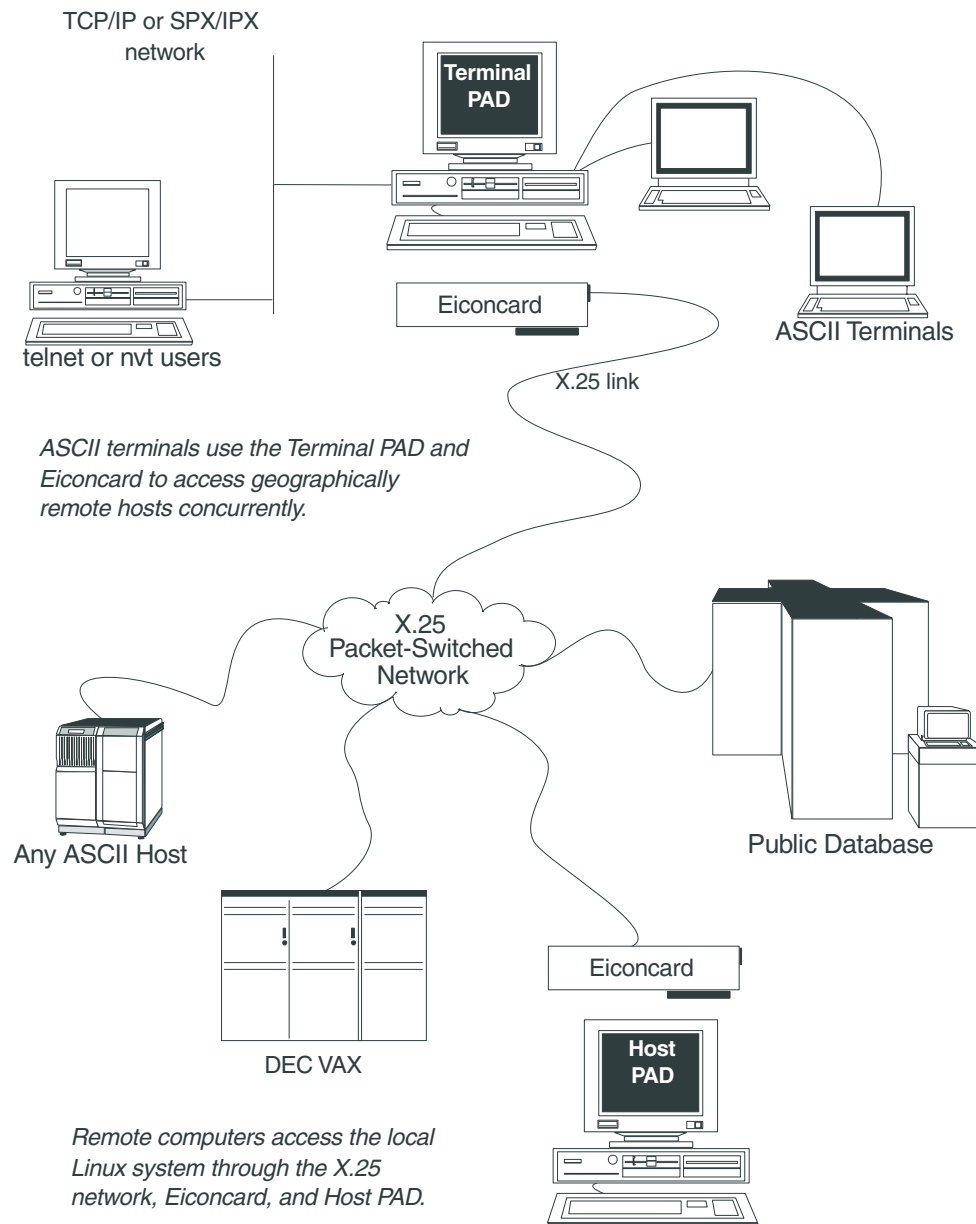 TCP/IP or SPX/IPX
network
Terminal
PAD
Eiconcard
ASCII Terminals
telnet or nvt users
X.25 link
ASCII terminals use the Terminal PAD and
Eiconcard to access geographically
remote hosts concurrently.
X.25
Packet-Switched
Network
Any ASCII Host
Public Database
DEC VAX
Eiconcard
Host
PAD
Remote computers access the local
Linux system through the X.25
network, Eiconcard, and Host PAD.